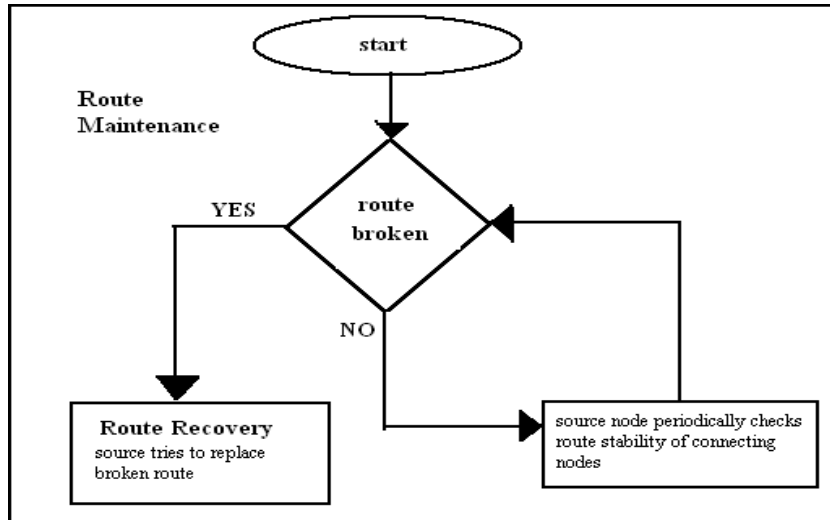 start
Route
Maintenance
YES
route
broken
NO
Route Recovery
source tries to replace
broken route
source node periodically checks
route stability of connecting
nodes